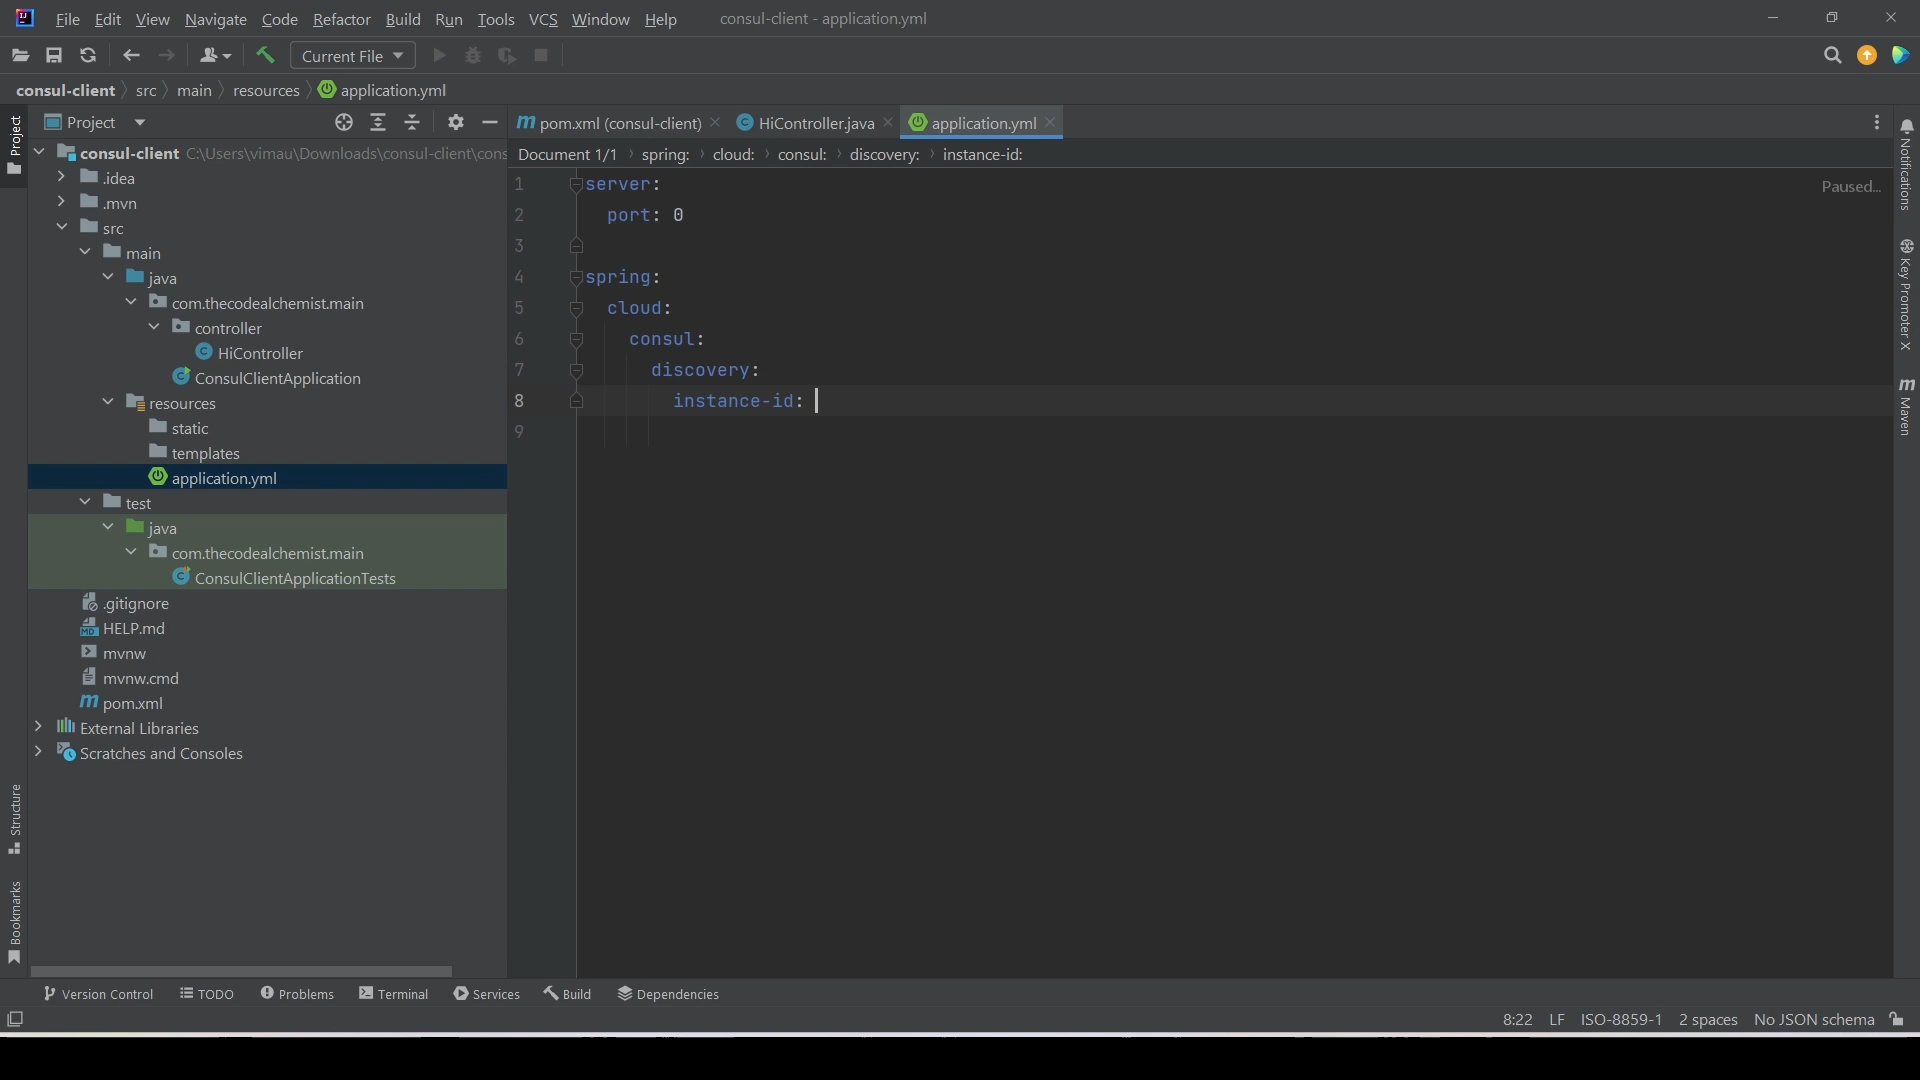 File Edit View Navigate Code Refactor Build Run Tools VCS Window Help consul-client - application.yml
Current File
consul-client src main resources application.yml
Project
pom.xml (consul-client) HiController.java application.yml
Document 1/1 spring: cloud: consul: discovery: instance-id:
consul-client C:\Users\vimau\Downloads\consul-client\cons
.idea
.mvn
src
main
java
com.thecodealchemist.main
controller
HiController
ConsulClientApplication
resources
static
templates
application.yml
test
java
com.thecodealchemist.main
ConsulClientApplicationTests
.gitignore
HELP.md
mvnw
mvnw.cmd
pom.xml
External Libraries
Scratches and Consoles
1 server:
2 port: 0
3
4 spring:
5 cloud:
6 consul:
7 discovery:
8 instance-id:
9
Paused...
Project
Structure
Bookmarks
Notifications
Key Promoter X
Maven
Version Control TODO Problems Terminal Services Build Dependencies
8:22 LF ISO-8859-1 2 spaces No JSON schema